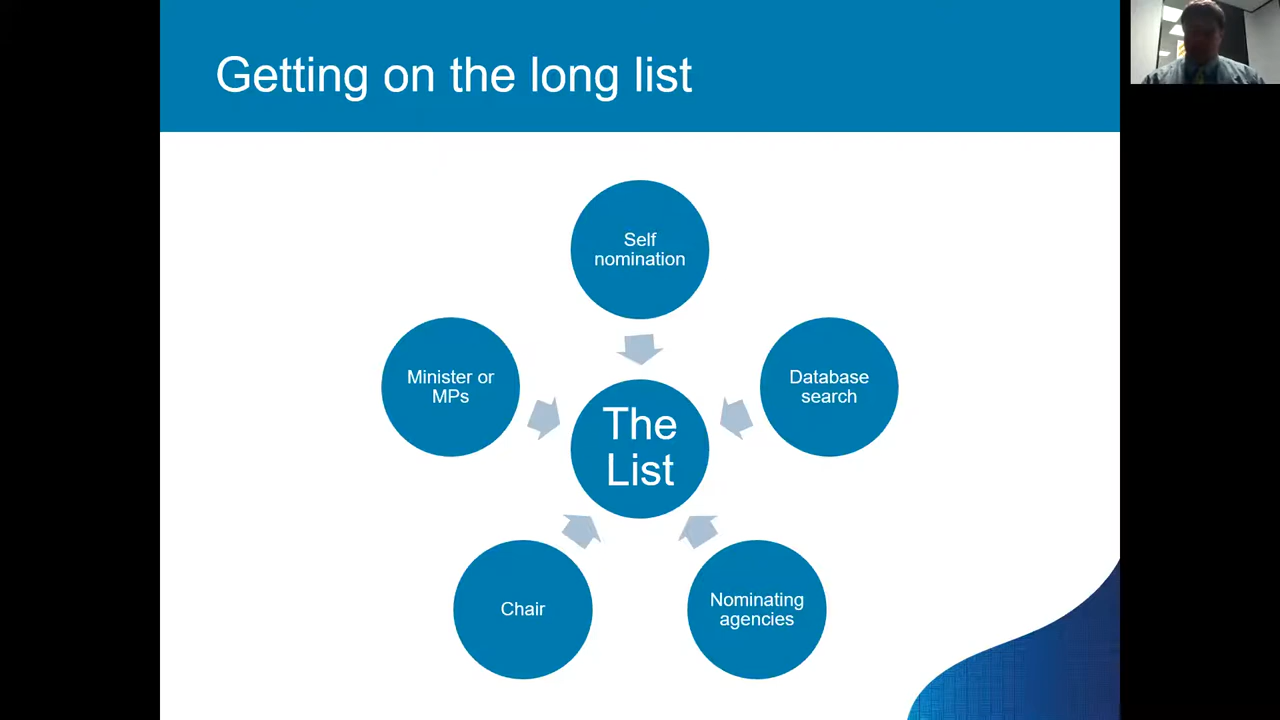 Getting on the long list
Self
nomination
Minister or
MPs
Database
search
The
List
Chair
Nominating
agencies